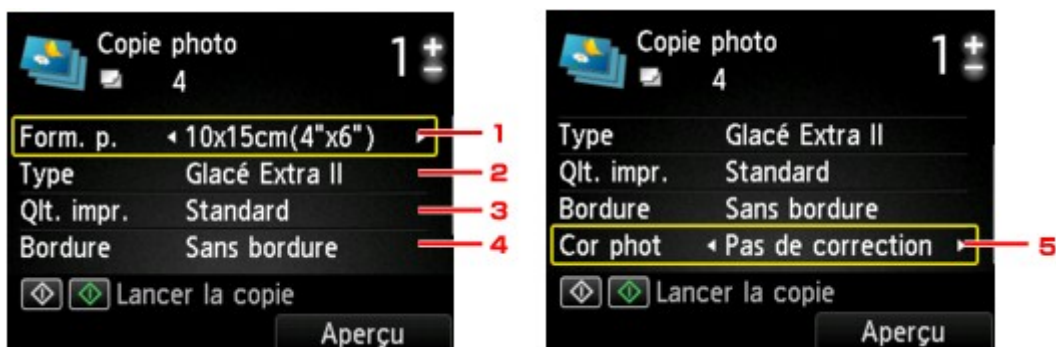 Copie photo
4
1 + -
Form. p. 10x15cm(4"x6") 1
Type Glacé Extra II 2
Qlt. impr. Standard 3
Bordure Sans bordure 4
Lancer la copie
Aperçu
Copie photo
4
1 + -
Type Glacé Extra II
Qlt. impr. Standard
Bordure Sans bordure
Cor phot Pas de correction 5
Lancer la copie
Aperçu